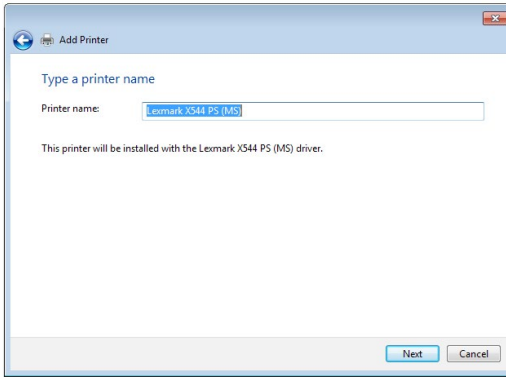 Add Printer
Type a printer name
Printer name: Lexmark X544 PS (MS)
This printer will be installed with the Lexmark X544 PS (MS) driver.
Next Cancel